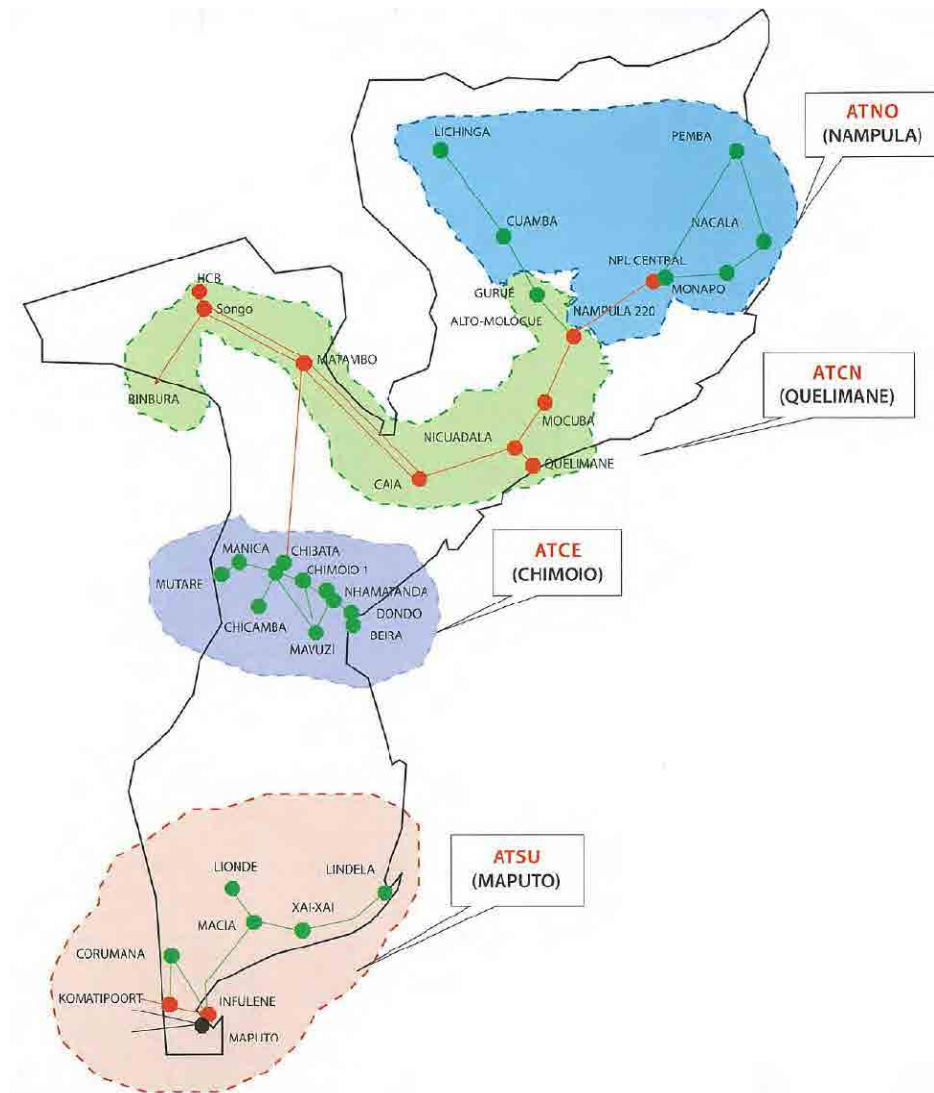 LICHINGA
PEMBA
ATNO
(NAMPULA)
CUAMBA
NACALA
NPL CENTRAL
MONAPO
GURUÉ
ALTO-MOLÓCUE
NAMPULA 220
HCB
Songo
MATAMBO
BINBURA
ATCN
(QUELIMANE)
MOCUBA
NICUADALA
QUELIMANE
CAIA
ATCE
(CHIMOIO)
MANICA
CHIBATA
CHIMOIO 1
MUTARE
NHAMATANDA
DONDO
CHICAMBA
BEIRA
MAVUZI
ATSU
(MAPUTO)
LIONDE
LINDELA
XAI-XAI
MACIA
CORUMANA
KOMATIPOORT
INFULENE
MAPUTO